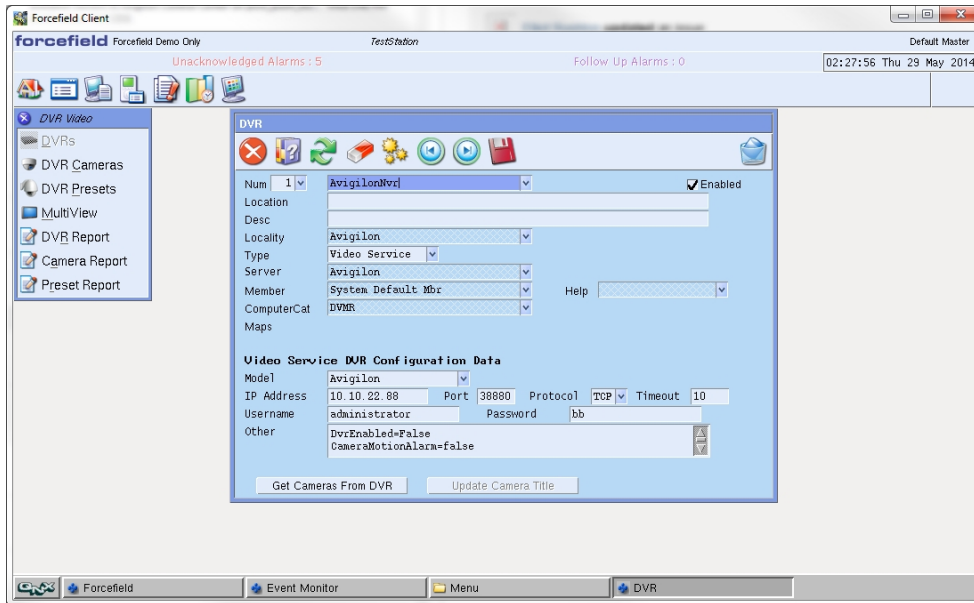 Forcefield Client
forcefield Forcefield Demo Only TestStation Default Master
Unacknowledged Alarms : 5 Follow Up Alarms : 0 02:27:56 Thu 29 May 2014
DVR Video
DVRs
DVR Cameras
DVR Presets
MultiView
DVR Report
Camera Report
Preset Report
DVR
Num 1 AvigilonNvr Enabled
Location
Desc
Locality Avigilon
Type Video Service
Server Avigilon
Member System Default Mbr Help
ComputerCat DVMR
Maps
Video Service DVR Configuration Data
Model Avigilon
IP Address 10.10.22.88 Port 38880 Protocol TCP Timeout 10
Username administrator Password bb
Other DvrEnabled=False
CameraMotionAlarm=false
Get Cameras From DVR Update Camera Title
QNX Forcefield Event Monitor Menu DVR